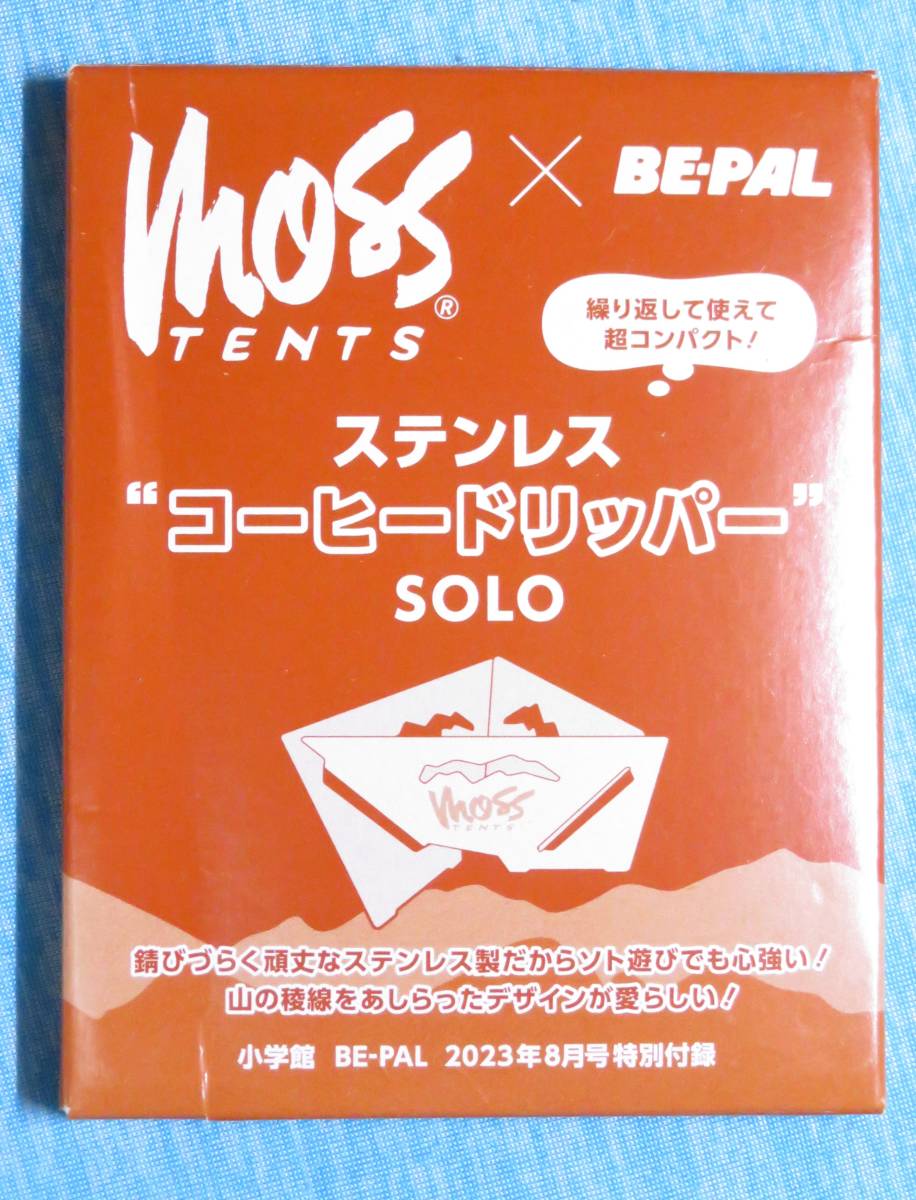 moss
®
TENTS
×
BE-PAL
繰り返して使えて
超コンパクト！
ステンレス
“コーヒードリッパー”
SOLO
moss
TENTS
錆びづらく頑丈なステンレス製だからソト遊びでも心強い！
山の稜線をあしらったデザインが愛らしい！
小学館 BE-PAL 2023年8月号特別付録